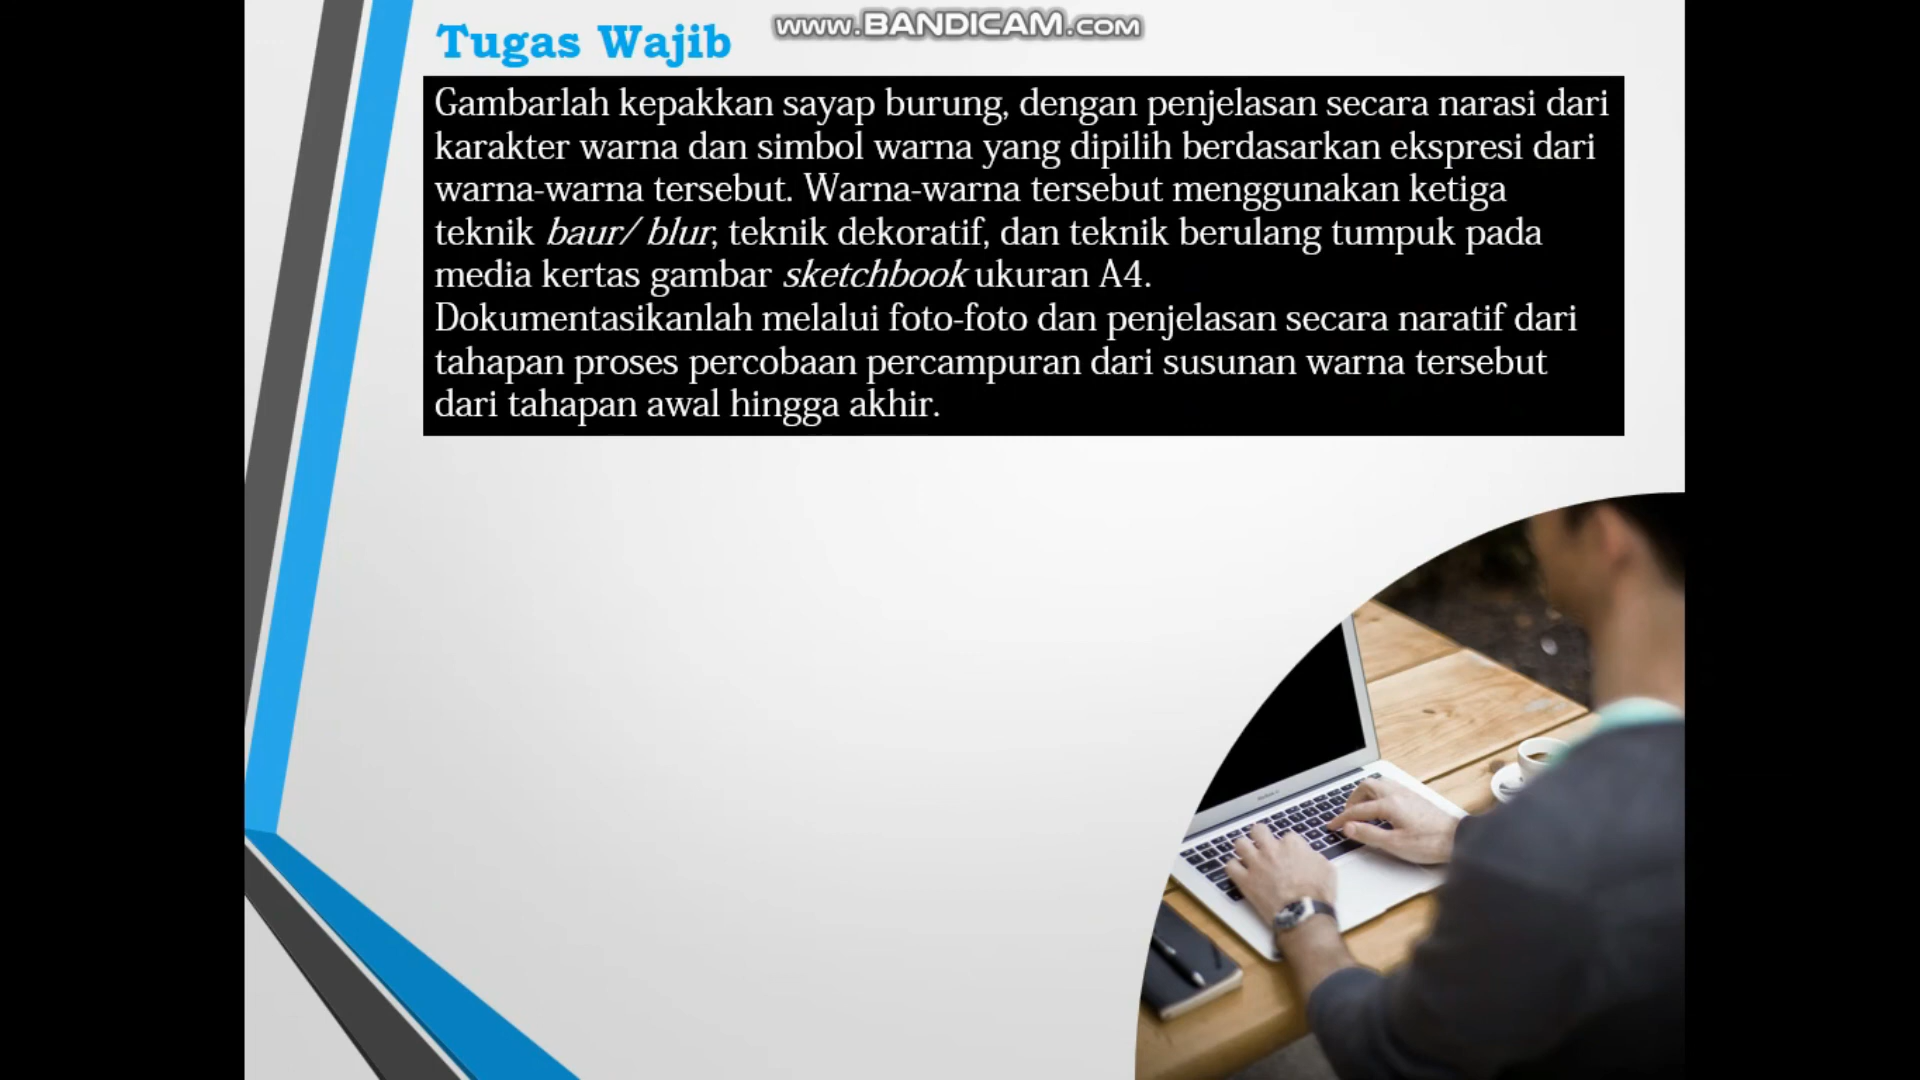 www.BANDICAM.com
Tugas Wajib
Gambarlah kepakkan sayap burung, dengan penjelasan secara narasi dari
karakter warna dan simbol warna yang dipilih berdasarkan ekspresi dari
warna-warna tersebut. Warna-warna tersebut menggunakan ketiga
teknik baur/ blur, teknik dekoratif, dan teknik berulang tumpuk pada
media kertas gambar sketchbook ukuran A4.
Dokumentasikanlah melalui foto-foto dan penjelasan secara naratif dari
tahapan proses percobaan percampuran dari susunan warna tersebut
dari tahapan awal hingga akhir.